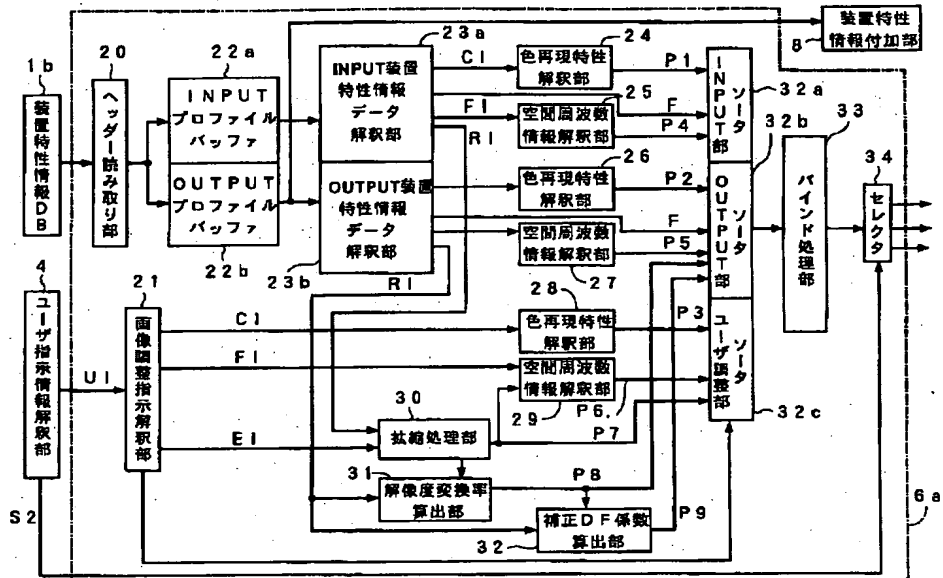 1b
装置特性情報DB
20
ヘッダー読み取り部
22a
INPUT
プロファイル
バッファ
OUTPUT
プロファイル
バッファ
22b
23a
INPUT装置
特性情報
データ
解釈部
OUTPUT装置
特性情報
データ
解釈部
23b
C1
F1
R1
R1
24
色再現特性
解釈部
25
空間周波数
情報解釈部
26
色再現特性
解釈部
空間周波数
情報解釈部
27
P1
F
P4
P2
F
P5
装置特性
情報付加部
8
INPUT部
ソータ
32a
OUTPUT部
ソータ
32b
ユーザ調整部
ソータ
32c
33
バインド処理部
34
セレクタ
4
ユーザ指示情報解釈部
U1
S2
21
画像調整指示解釈部
C1
F1
E1
28
色再現特性
解釈部
P3
空間周波数
情報解釈部
29
P6.
30
拡縮処理部
P7
31
解像度変換率
算出部
P8
補正DF係数
算出部
32
P9
6a